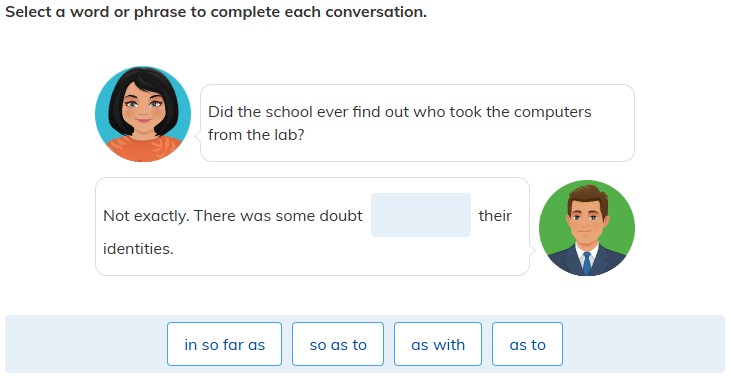 Select a word or phrase to complete each conversation.
Did the school ever find out who took the computers
from the lab?
Not exactly. There was some doubt their
identities.
in so far as so as to as with as to